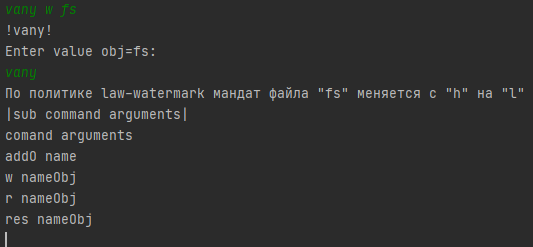 vany w fs
!vany!
Enter value obj=fs:
vany
По политике law-watermark мандат файла "fs" меняется с "h" на "l"
|sub command arguments|
comand arguments
addO name
w nameObj
r nameObj
res nameObj